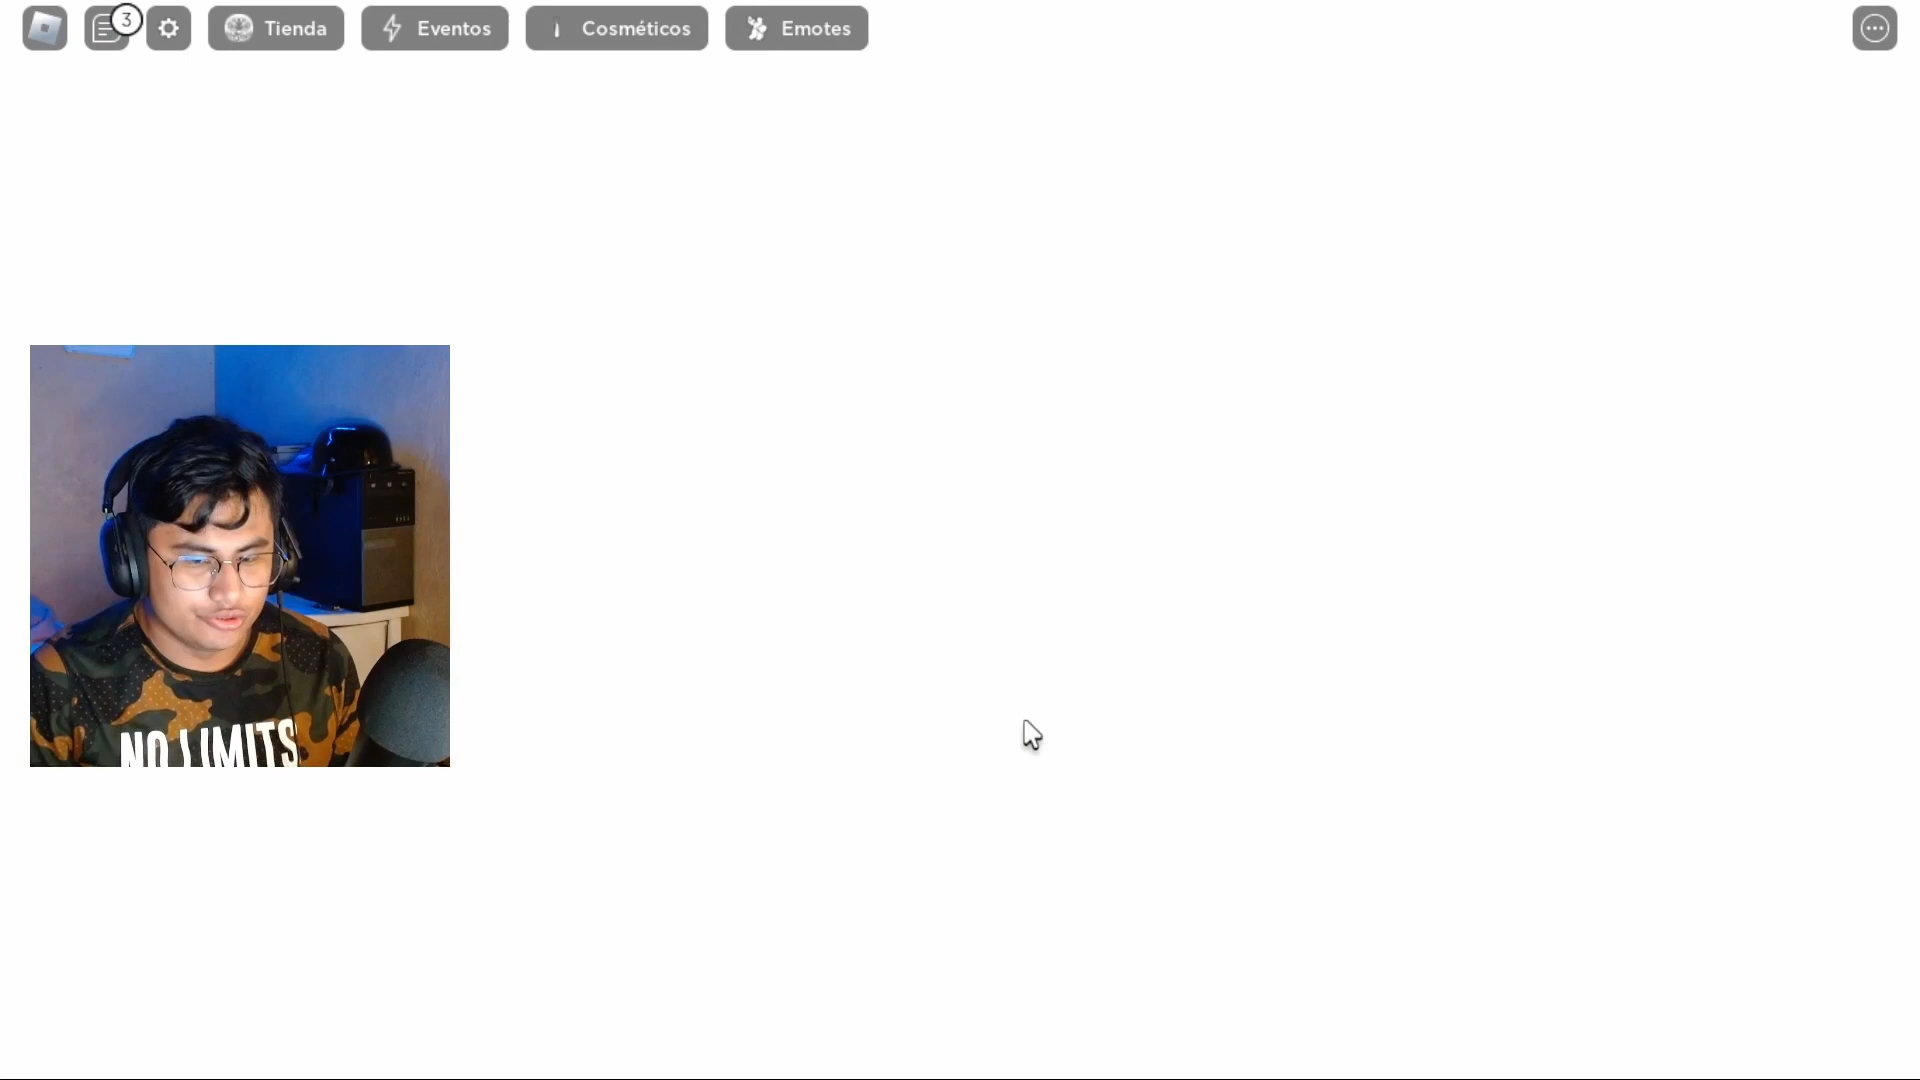 3
Tienda
Eventos
Cosméticos
Emotes
NO LIMITS